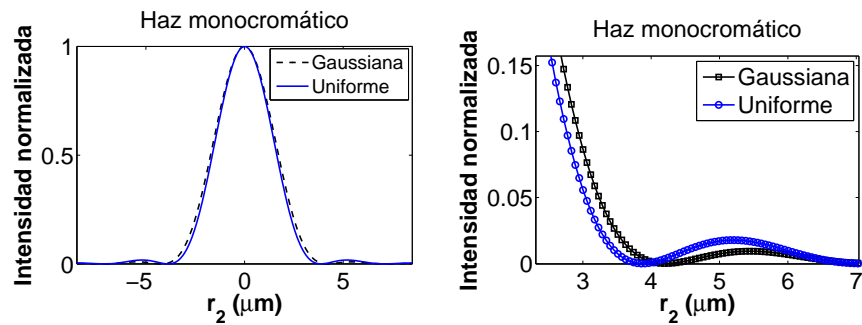 Haz monocromático
Intensidad normalizada
1
0.5
0
Gaussiana
Uniforme
−5
0
5
r2 (μm)
Haz monocromático
Intensidad normalizada
0.15
0.1
0.05
0
Gaussiana
Uniforme
3
4
5
6
7
r2 (μm)